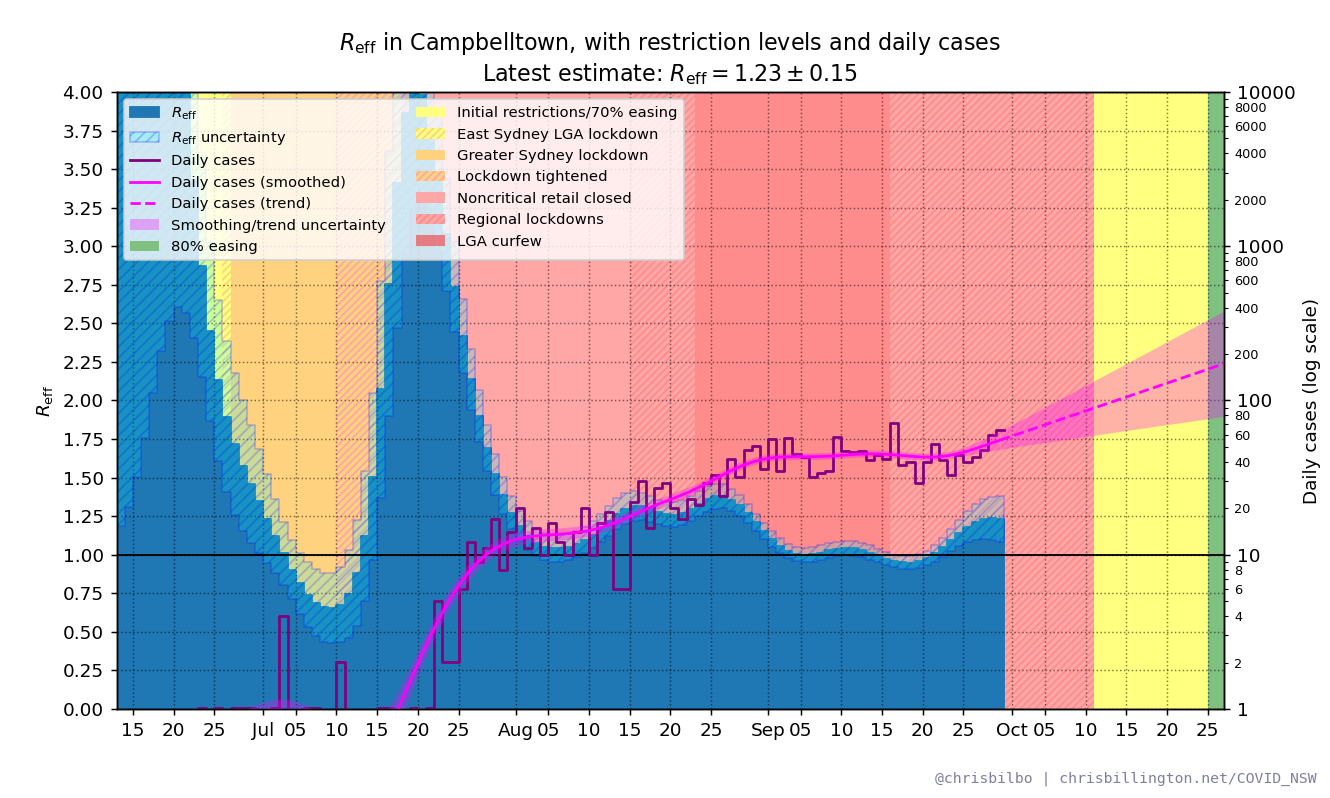 Reff in Campbelltown, with restriction levels and daily cases
Latest estimate: Reff = 1.23 ± 0.15
Reff
Reff uncertainty
Daily cases
Daily cases (smoothed)
Daily cases (trend)
Smoothing/trend uncertainty
80% easing
Initial restrictions/70% easing
East Sydney LGA lockdown
Greater Sydney lockdown
Lockdown tightened
Noncritical retail closed
Regional lockdowns
LGA curfew
Reff
4.00
3.75
3.50
3.25
3.00
2.75
2.50
2.25
2.00
1.75
1.50
1.25
1.00
0.75
0.50
0.25
0.00
10000
8000
6000
4000
2000
1000
800
600
400
200
100
80
60
40
20
10
8
6
4
2
1
Daily cases (log scale)
15 20 25 Jul 05 10 15 20 25 Aug 05 10 15 20 25 Sep 05 10 15 20 25 Oct 05 10 15 20 25
@chrisbilbo | chrisbillington.net/COVID_NSW